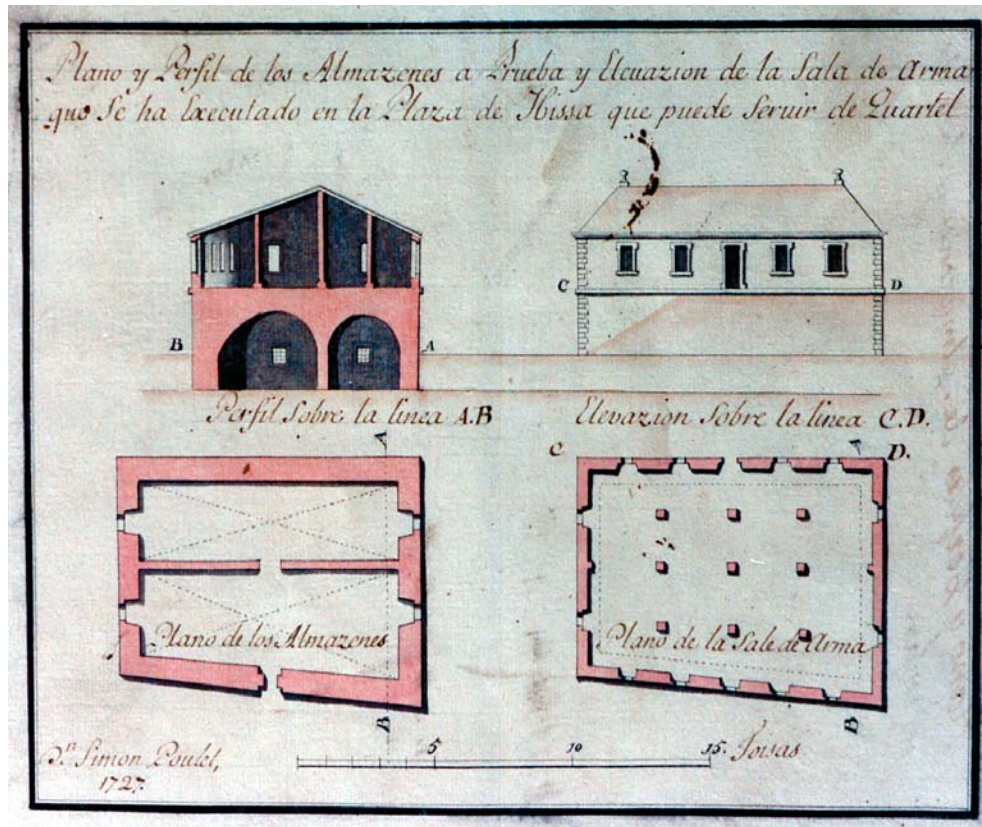 Plano y Perfil de los Almazenes a Prueba y Elcuazion de la Sala de Arma
que Se ha Executado en la Plaza de Ibissa que puede Seruir de Quartel
C D
B A
Perfil Sobre la linea A.B
Elevazion Sobre la linea C.D.
A
C A D.
Plano de los Almazenes
Plano de la Sale de Arma
B
B
Dn Simon Poulet,
1727.
5 10 15. Toisas